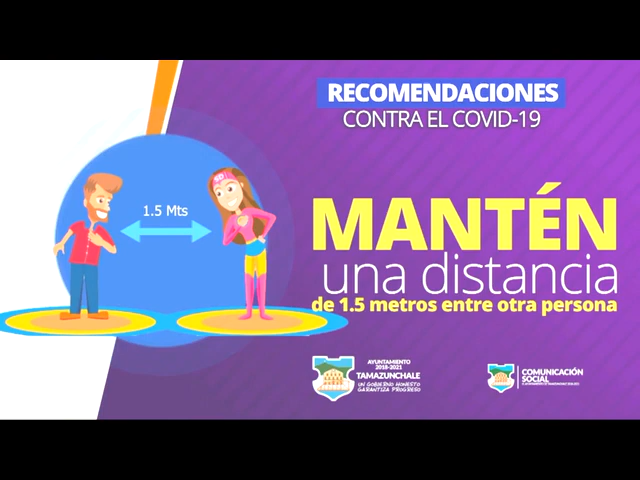 RECOMENDACIONES
CONTRA EL COVID-19
1.5 Mts
MANTÉN
una distancia
de 1.5 metros entre otra persona
AYUNTAMIENTO
2018-2021
TAMAZUNCHALE
UN GOBIERNO HONESTO
GARANTIZA PROGRESO
COMUNICACIÓN
SOCIAL